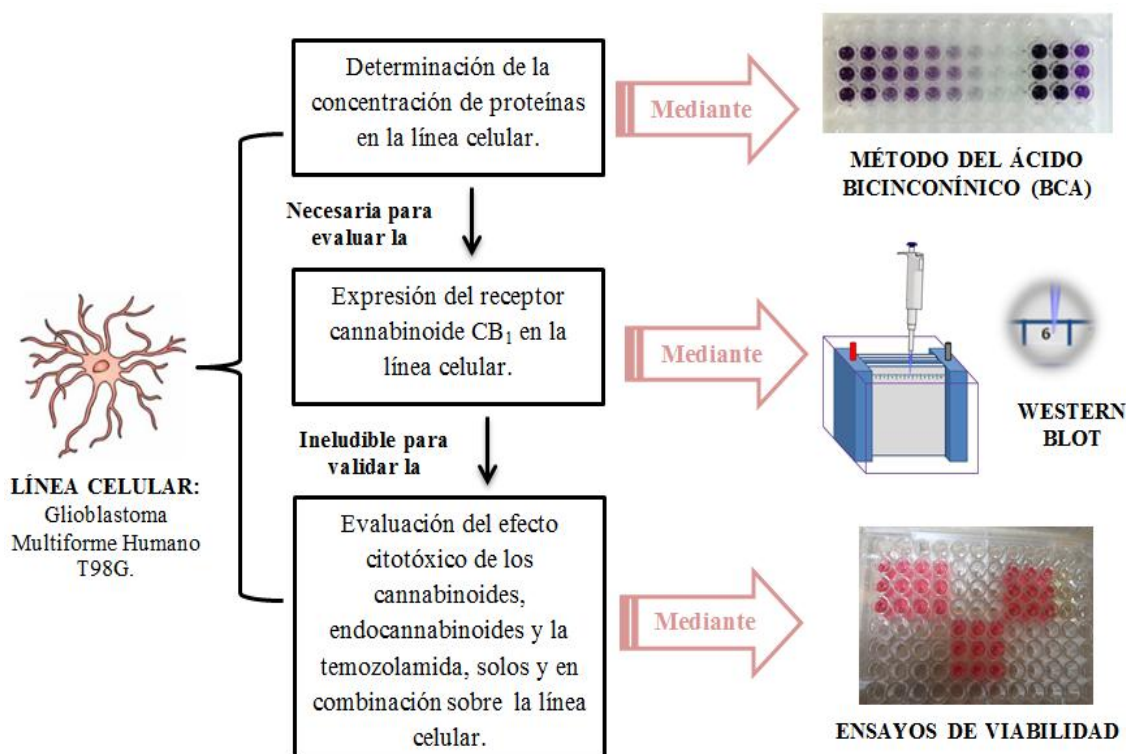 Determinación de la
concentración de proteínas
en la línea celular.
Mediante
MÉTODO DEL ÁCIDO
BICINCONÍNICO (BCA)
Necesaria para
evaluar la
Expresión del receptor
cannabinoide CB₁ en la
línea celular.
Mediante
6
WESTERN
BLOT
Ineludible para
validar la
LÍNEA CELULAR:
Glioblastoma
Multiforme Humano
T98G.
Evaluación del efecto
citotóxico de los
cannabinoides,
endocannabinoides y la
temozolamida, solos y en
combinación sobre la línea
celular.
Mediante
ENSAYOS DE VIABILIDAD